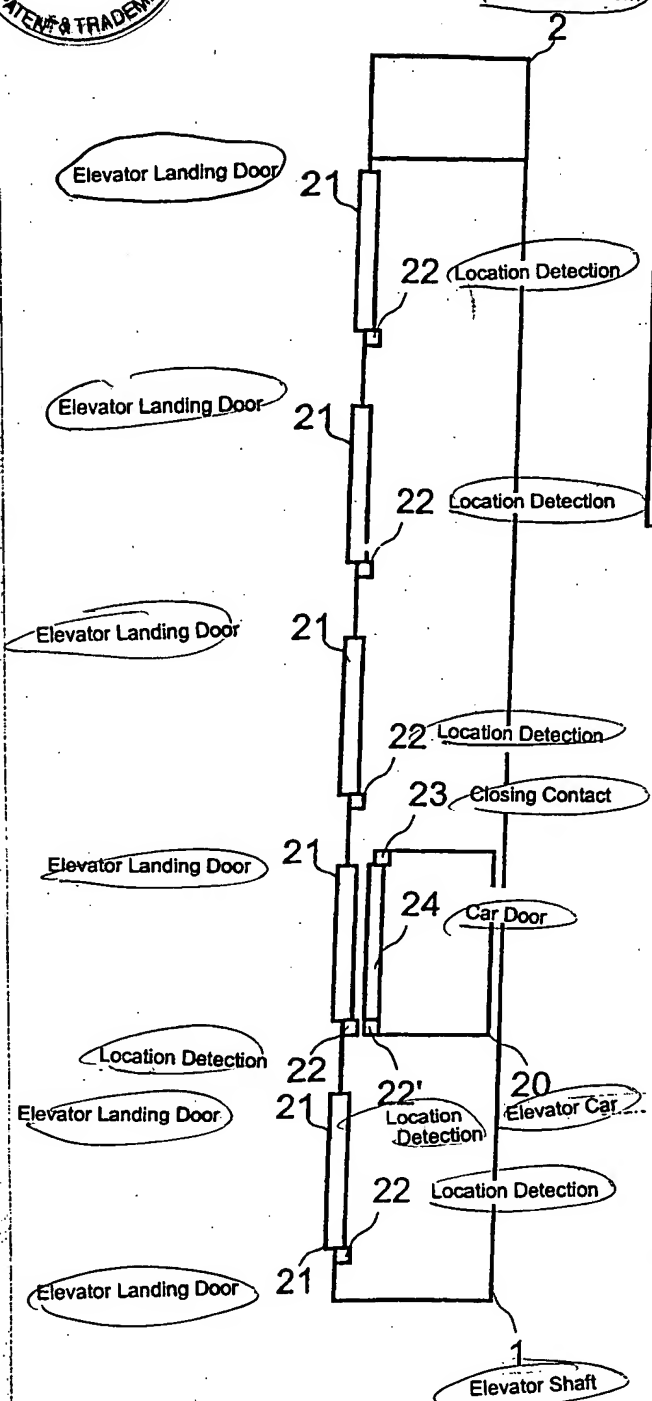 & TRADEM
2
Elevator Landing Door
21
22
Location Detection
Elevator Landing Door
21
22
Location Detection
Elevator Landing Door
21
22
Location Detection
23
Closing Contact
Elevator Landing Door
21
24
Car Door
Location Detection
22
22'
20
Elevator Landing Door
21
Location
Detection
Elevator Car
22
Location Detection
Elevator Landing Door
21
1
Elevator Shaft